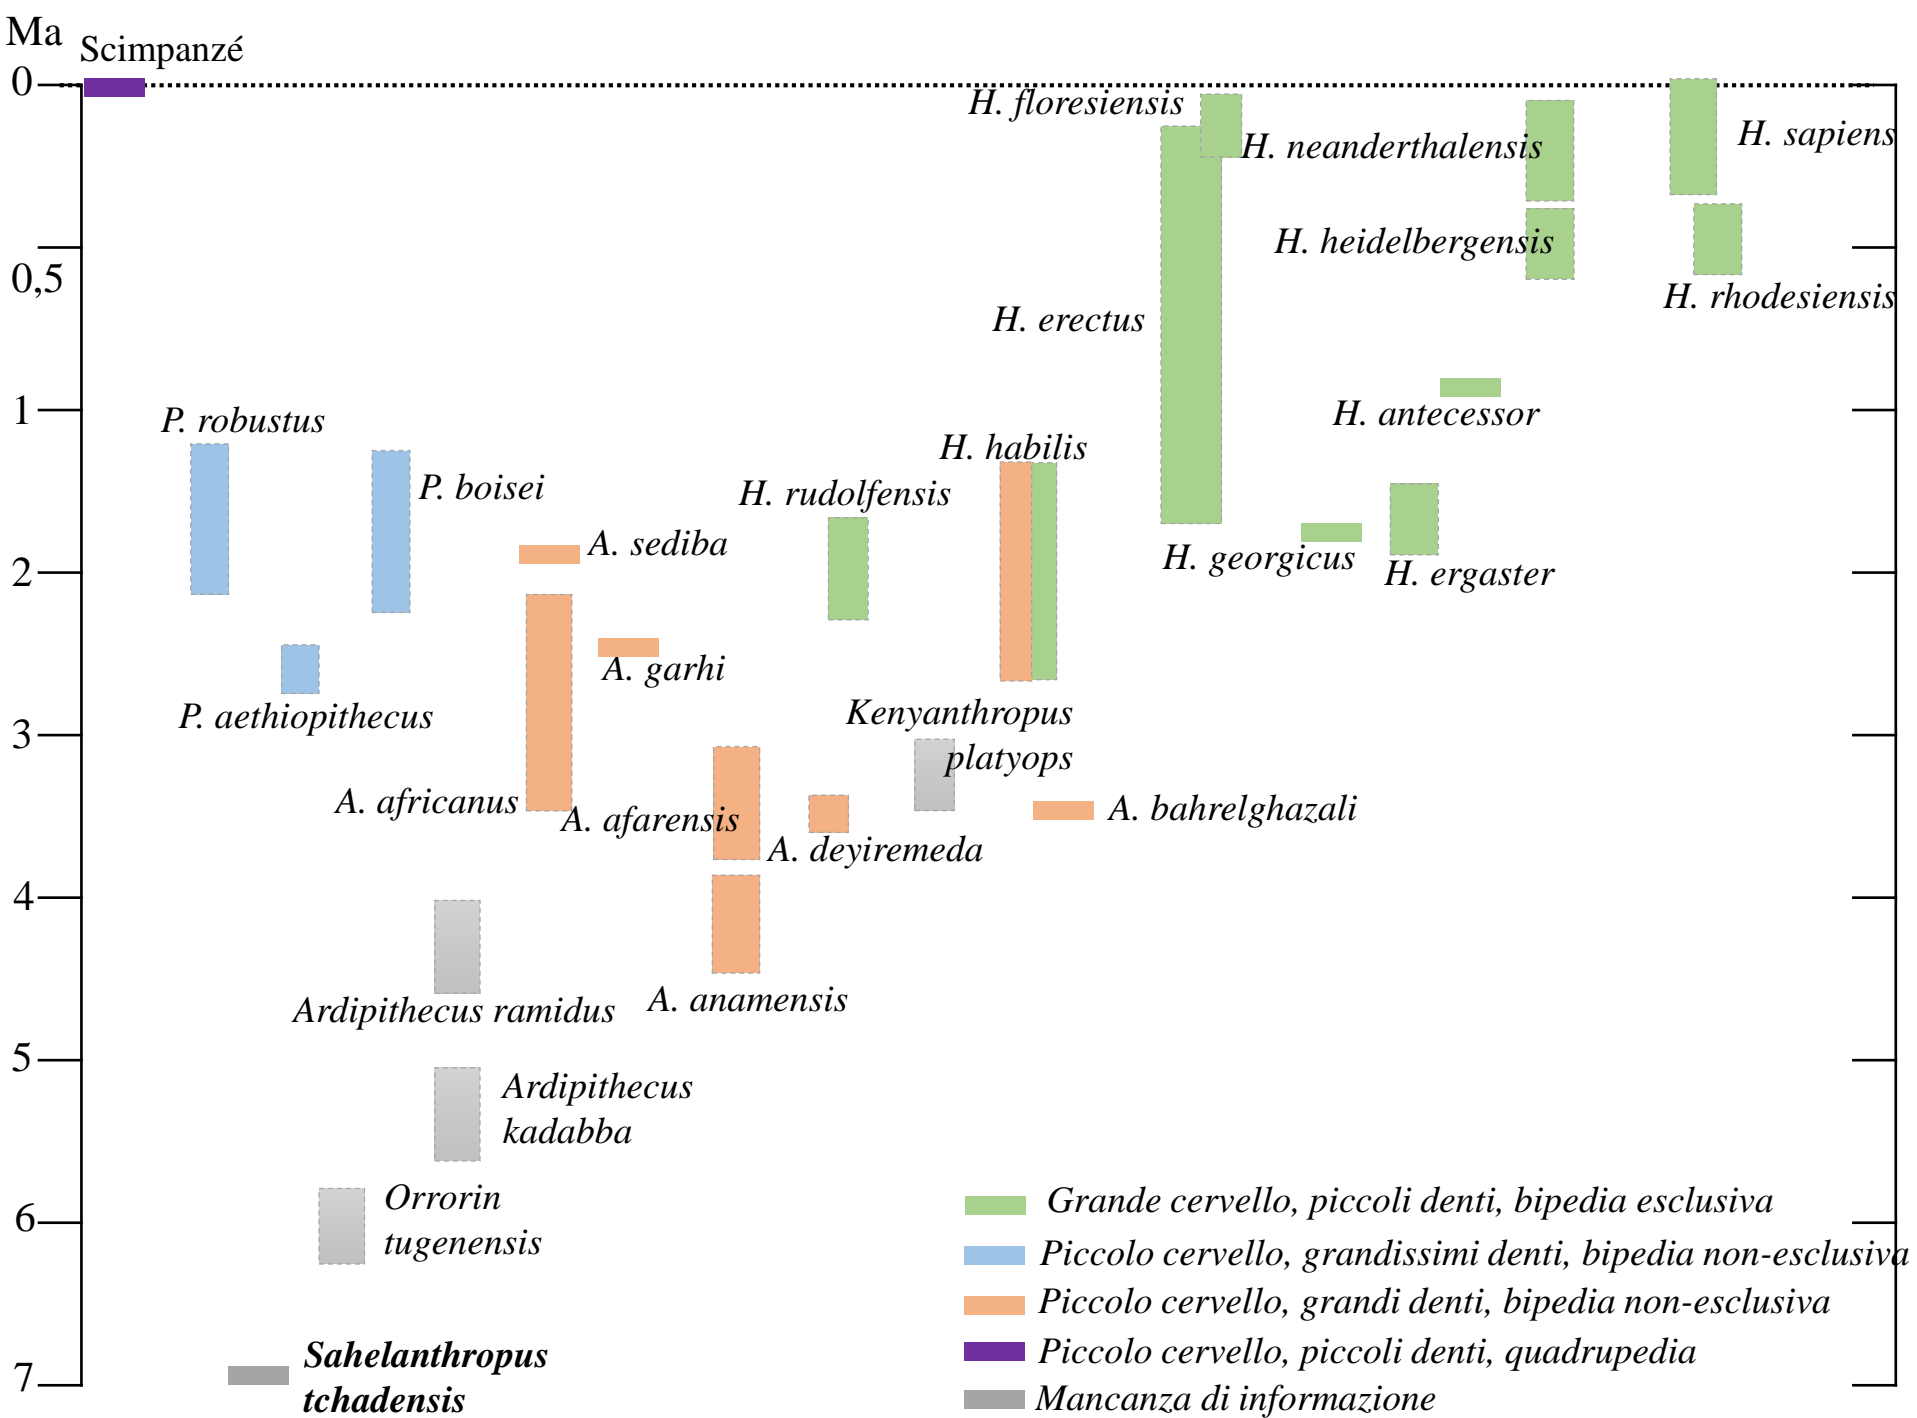 Ma
Scimpanzé
0
H. floresiensis
H. sapiens
H. neanderthalensis
H. heidelbergensis
0,5
H. rhodesiensis
H. erectus
1
H. antecessor
P. robustus
H. habilis
P. boisei
H. rudolfensis
A. sediba
H. georgicus
2
H. ergaster
A. garhi
P. aethiopithecus
Kenyanthropus
platyops
3
A. africanus
A. afarensis
A. bahrelghazali
A. deyiremeda
4
A. anamensis
Ardipithecus ramidus
5
Ardipithecus
kadabba
Orrorin
tugenensis
6
Sahelanthropus
tchadensis
7
Grande cervello, piccoli denti, bipedia esclusiva
Piccolo cervello, grandissimi denti, bipedia non-esclusiva
Piccolo cervello, grandi denti, bipedia non-esclusiva
Piccolo cervello, piccoli denti, quadrupedia
Mancanza di informazione